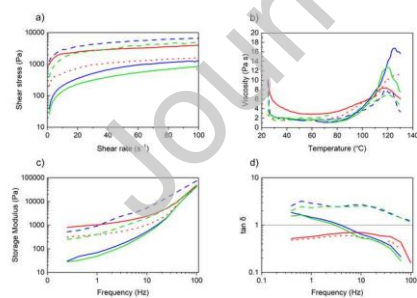 a)
Shear stress (Pa)
10000
1000
100
10
0 20 40 60 80 100
Shear rate (s⁻¹)
b)
Viscosity (Pa s)
20
18
16
14
12
10
8
6
4
2
0
20 40 60 80 100 120 140
Temperature (°C)
c)
Storage Modulus (Pa)
100000
10000
1000
100
10
0.1 1 10 100
Frequency (Hz)
d)
tan δ
10
1
0.1
0.1 1 10 100
Frequency (Hz)
Journ